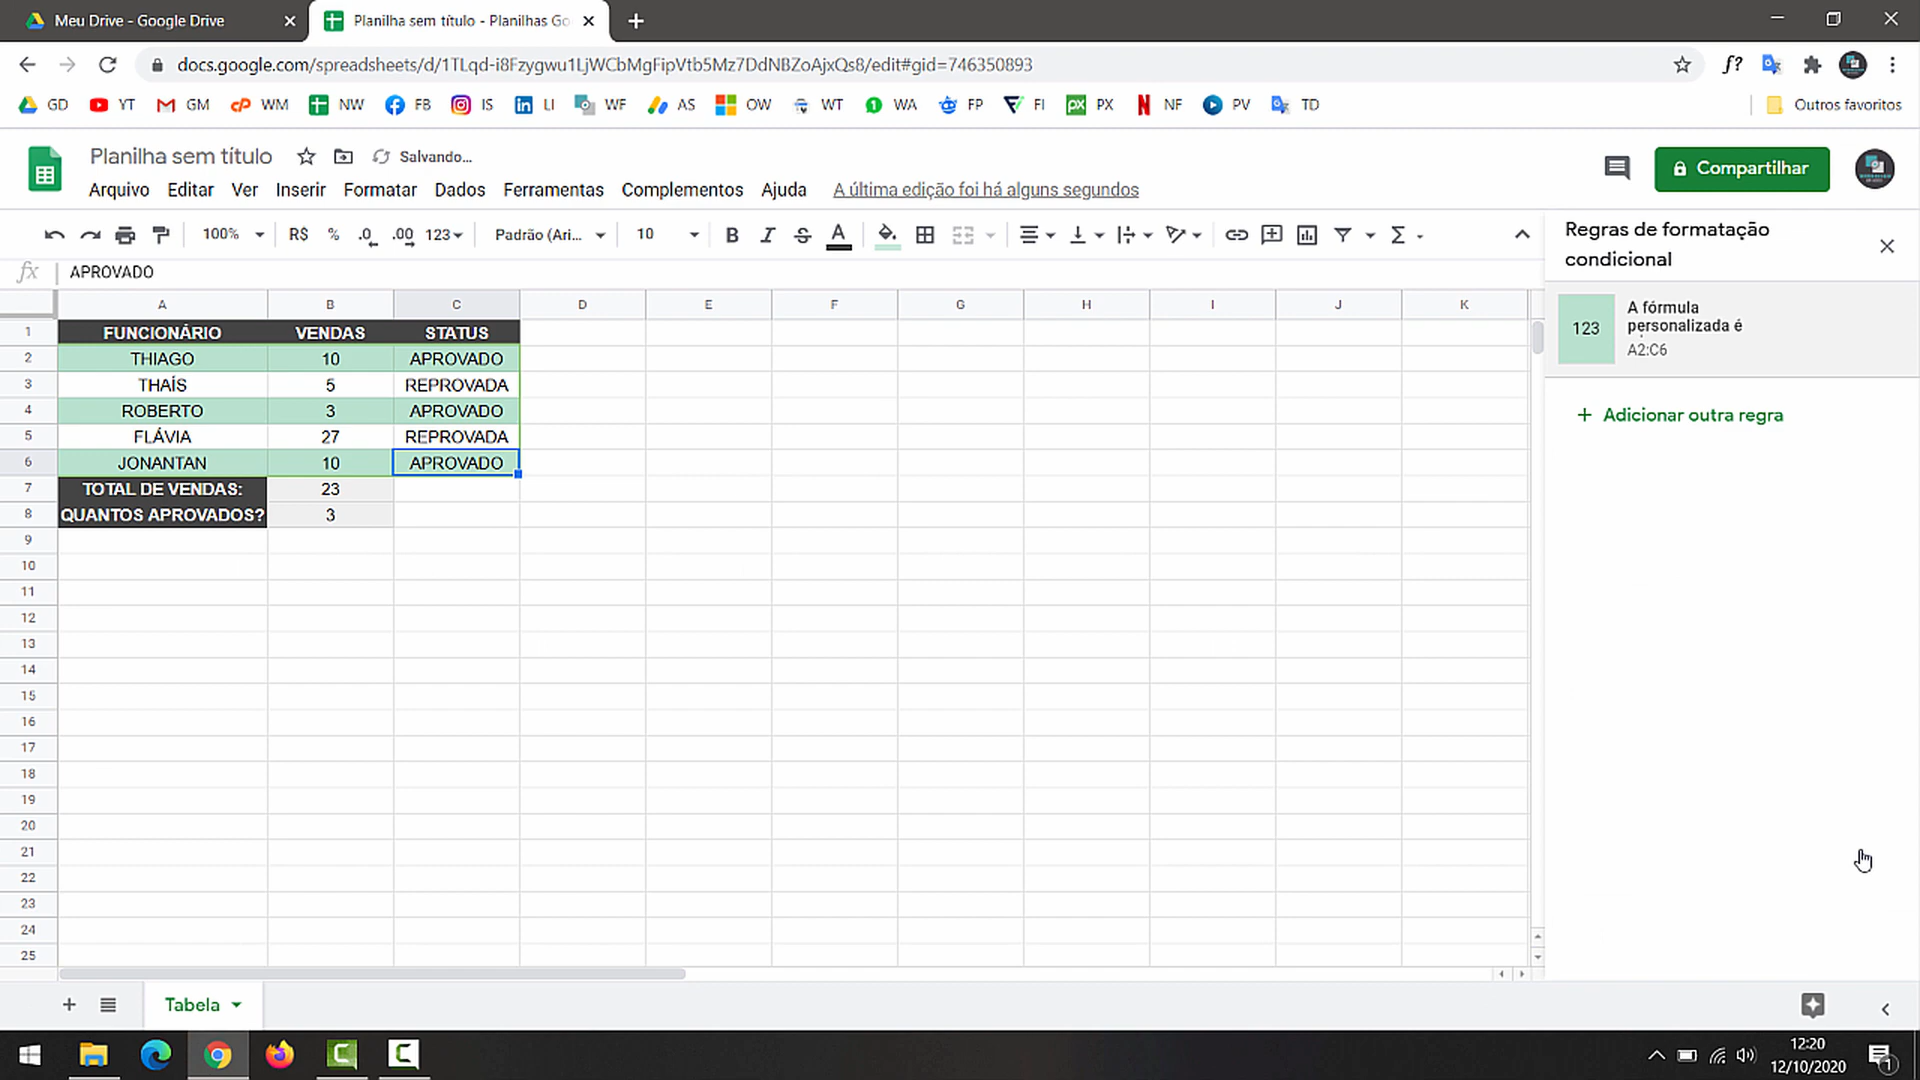 Meu Drive - Google Drive
Planilha sem título - Planilhas Go
docs.google.com/spreadsheets/d/1TLqd-i8Fzygwu1LjWCbMgFipVtb5Mz7DdNBZoAjxQs8/edit#gid=746350893
f?
GD YT GM WM NW FB IS LI WF AS OW WT WA FP FI PX NF PV TD
Outros favoritos
Planilha sem título
Salvando...
Arquivo Editar Ver Inserir Formatar Dados Ferramentas Complementos Ajuda
A última edição foi há alguns segundos
Compartilhar
100% R$ % .0 .00 123 Padrão (Ari... 10 B I S A Σ
fx APROVADO
Regras de formatação
condicional
123
A fórmula
personalizada é
A2:C6
+ Adicionar outra regra
A B C D E F G H I J K
1 FUNCIONÁRIO VENDAS STATUS
2 THIAGO 10 APROVADO
3 THAÍS 5 REPROVADA
4 ROBERTO 3 APROVADO
5 FLÁVIA 27 REPROVADA
6 JONANTAN 10 APROVADO
7 TOTAL DE VENDAS: 23
8 QUANTOS APROVADOS? 3
9
10
11
12
13
14
15
16
17
18
19
20
21
22
23
24
25
Tabela
12:20
12/10/2020
1